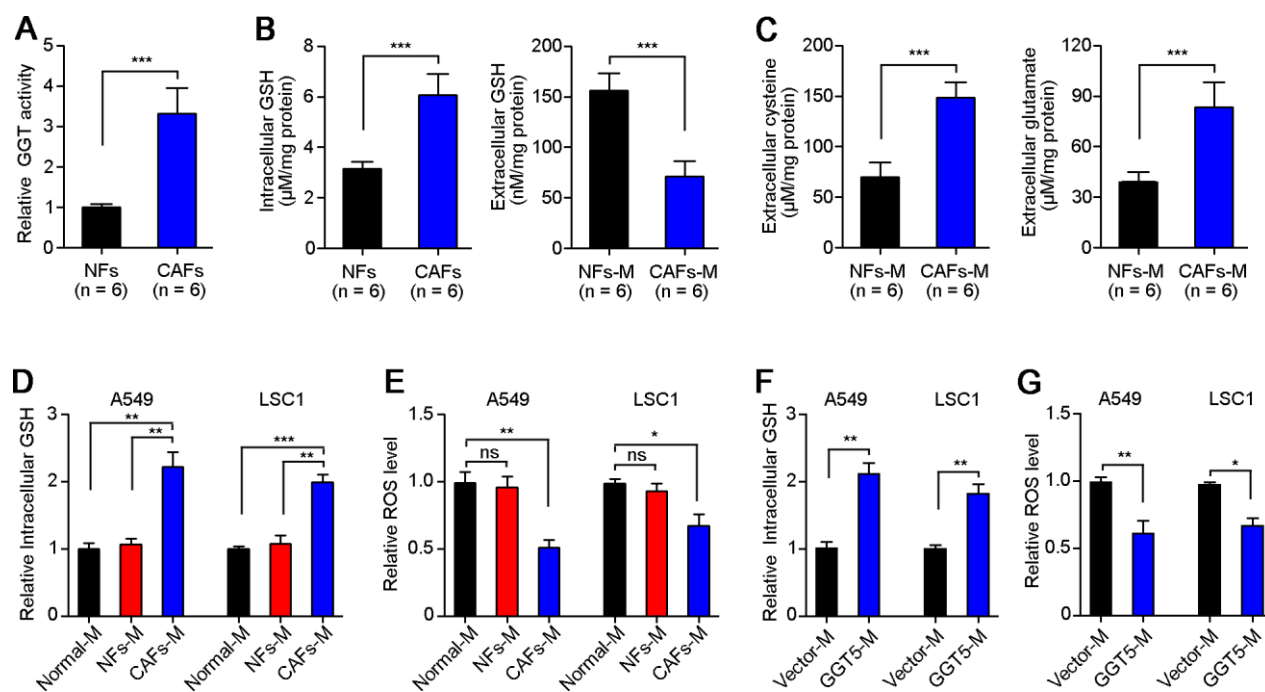 A
Relative GGT activity
5
4
3
2
1
0
***
NFs
(n = 6)
CAFs
(n = 6)
B
Intracellular GSH
(μM/mg protein)
8
6
4
2
0
***
NFs
(n = 6)
CAFs
(n = 6)
Extracellular GSH
(nM/mg protein)
200
150
100
50
0
***
NFs-M
(n = 6)
CAFs-M
(n = 6)
C
Extracellular cysteine
(μM/mg protein)
200
150
100
50
0
***
NFs-M
(n = 6)
CAFs-M
(n = 6)
Extracellular glutamate
(μM/mg protein)
120
90
60
30
0
***
NFs-M
(n = 6)
CAFs-M
(n = 6)
D
Relative Intracellular GSH
3
2
1
0
A549
**
**
LSC1
***
**
Normal-M
NFs-M
CAFs-M
Normal-M
NFs-M
CAFs-M
E
Relative ROS level
1.5
1.0
0.5
0
A549
**
ns
LSC1
*
ns
Normal-M
NFs-M
CAFs-M
Normal-M
NFs-M
CAFs-M
F
Relative Intracellular GSH
3
2
1
0
A549
**
LSC1
**
Vector-M
GGT5-M
Vector-M
GGT5-M
G
Relative ROS level
1.5
1.0
0.5
0
A549
**
LSC1
*
Vector-M
GGT5-M
Vector-M
GGT5-M